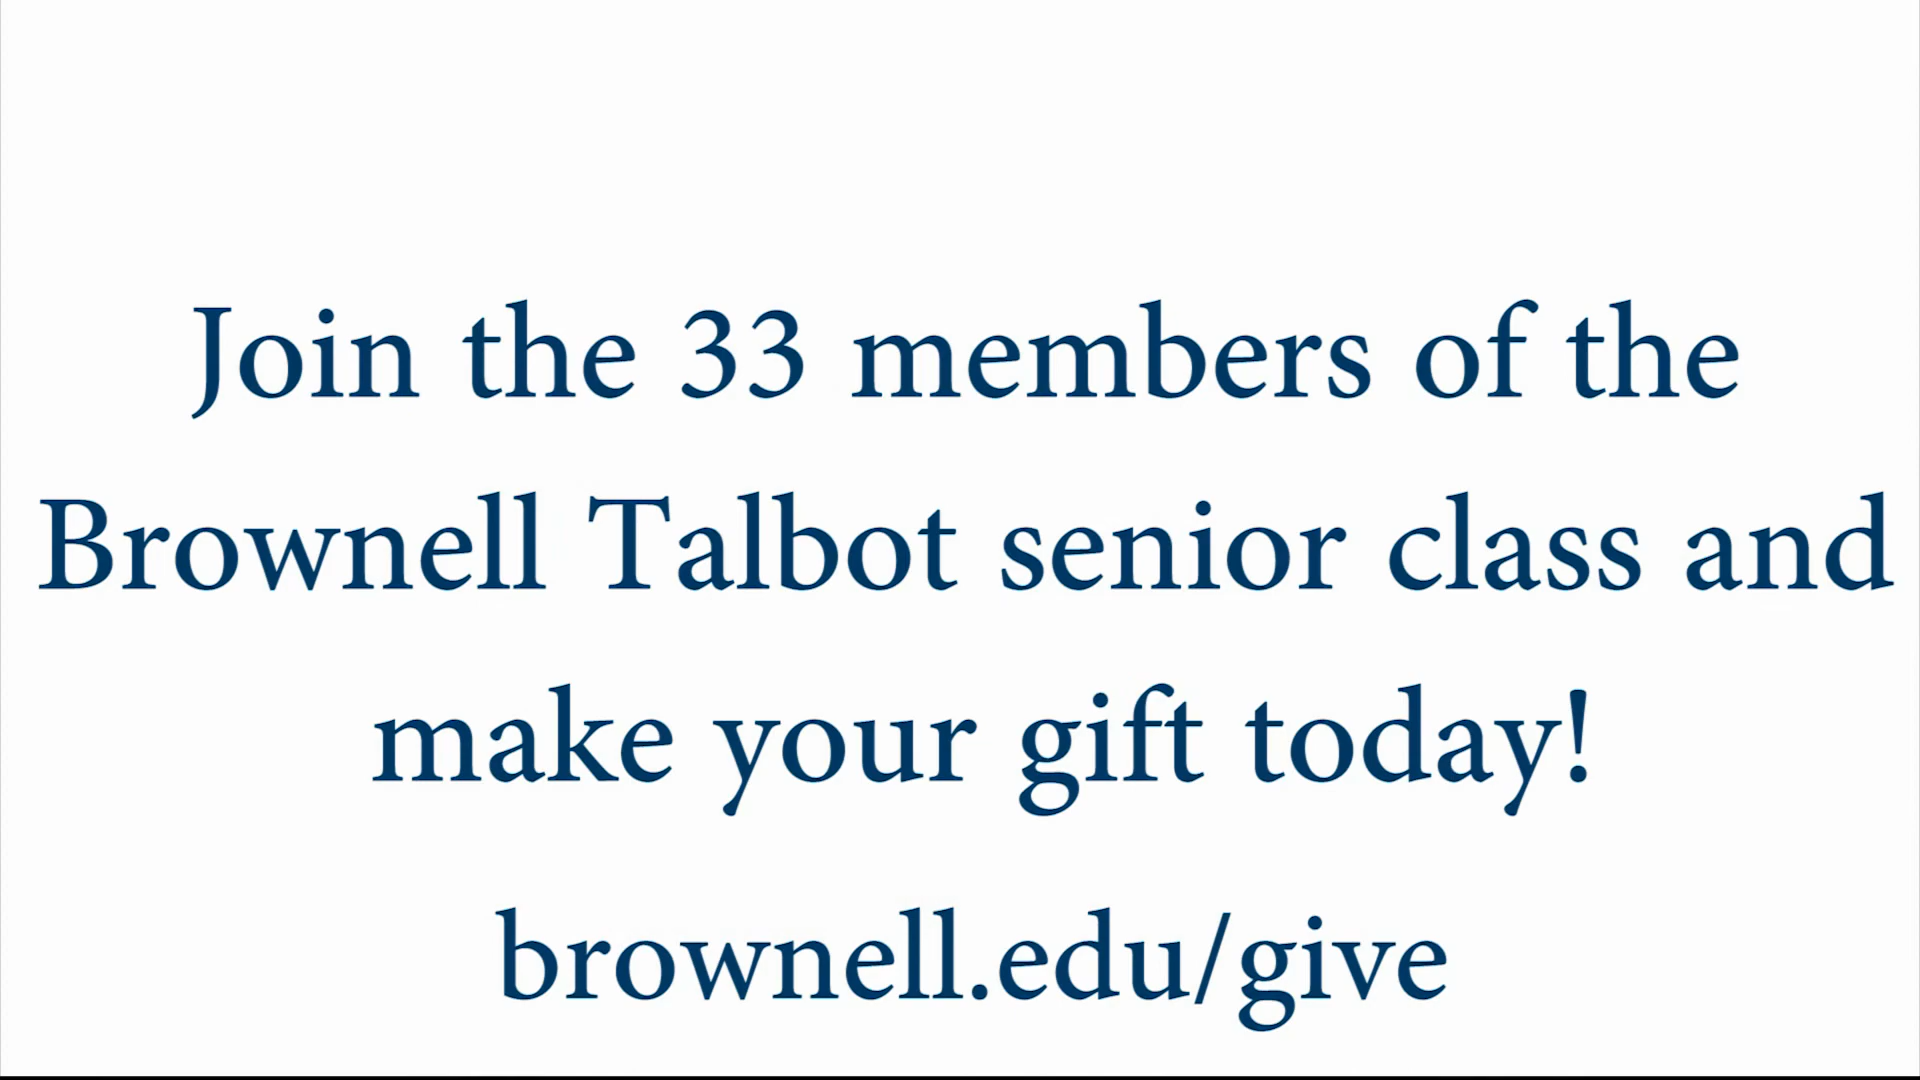 Join the 33 members of the
Brownell Talbot senior class and
make your gift today!
brownell.edu/give